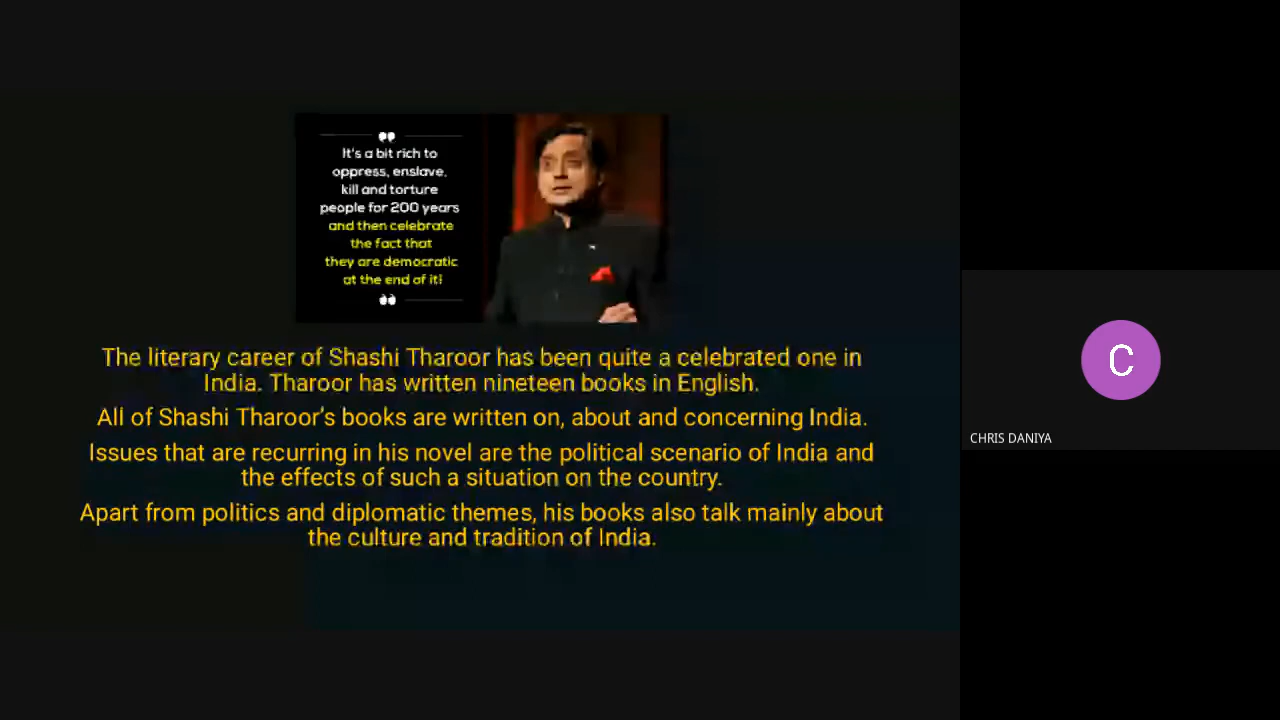 It's a bit rich to
oppress, enslave,
kill and torture
people for 200 years
and then celebrate
the fact that
they are democratic
at the end of it!
The literary career of Shashi Tharoor has been quite a celebrated one in
India. Tharoor has written nineteen books in English.
All of Shashi Tharoor's books are written on, about and concerning India.
Issues that are recurring in his novel are the political scenario of India and
the effects of such a situation on the country.
Apart from politics and diplomatic themes, his books also talk mainly about
the culture and tradition of India.
C
CHRIS DANIYA